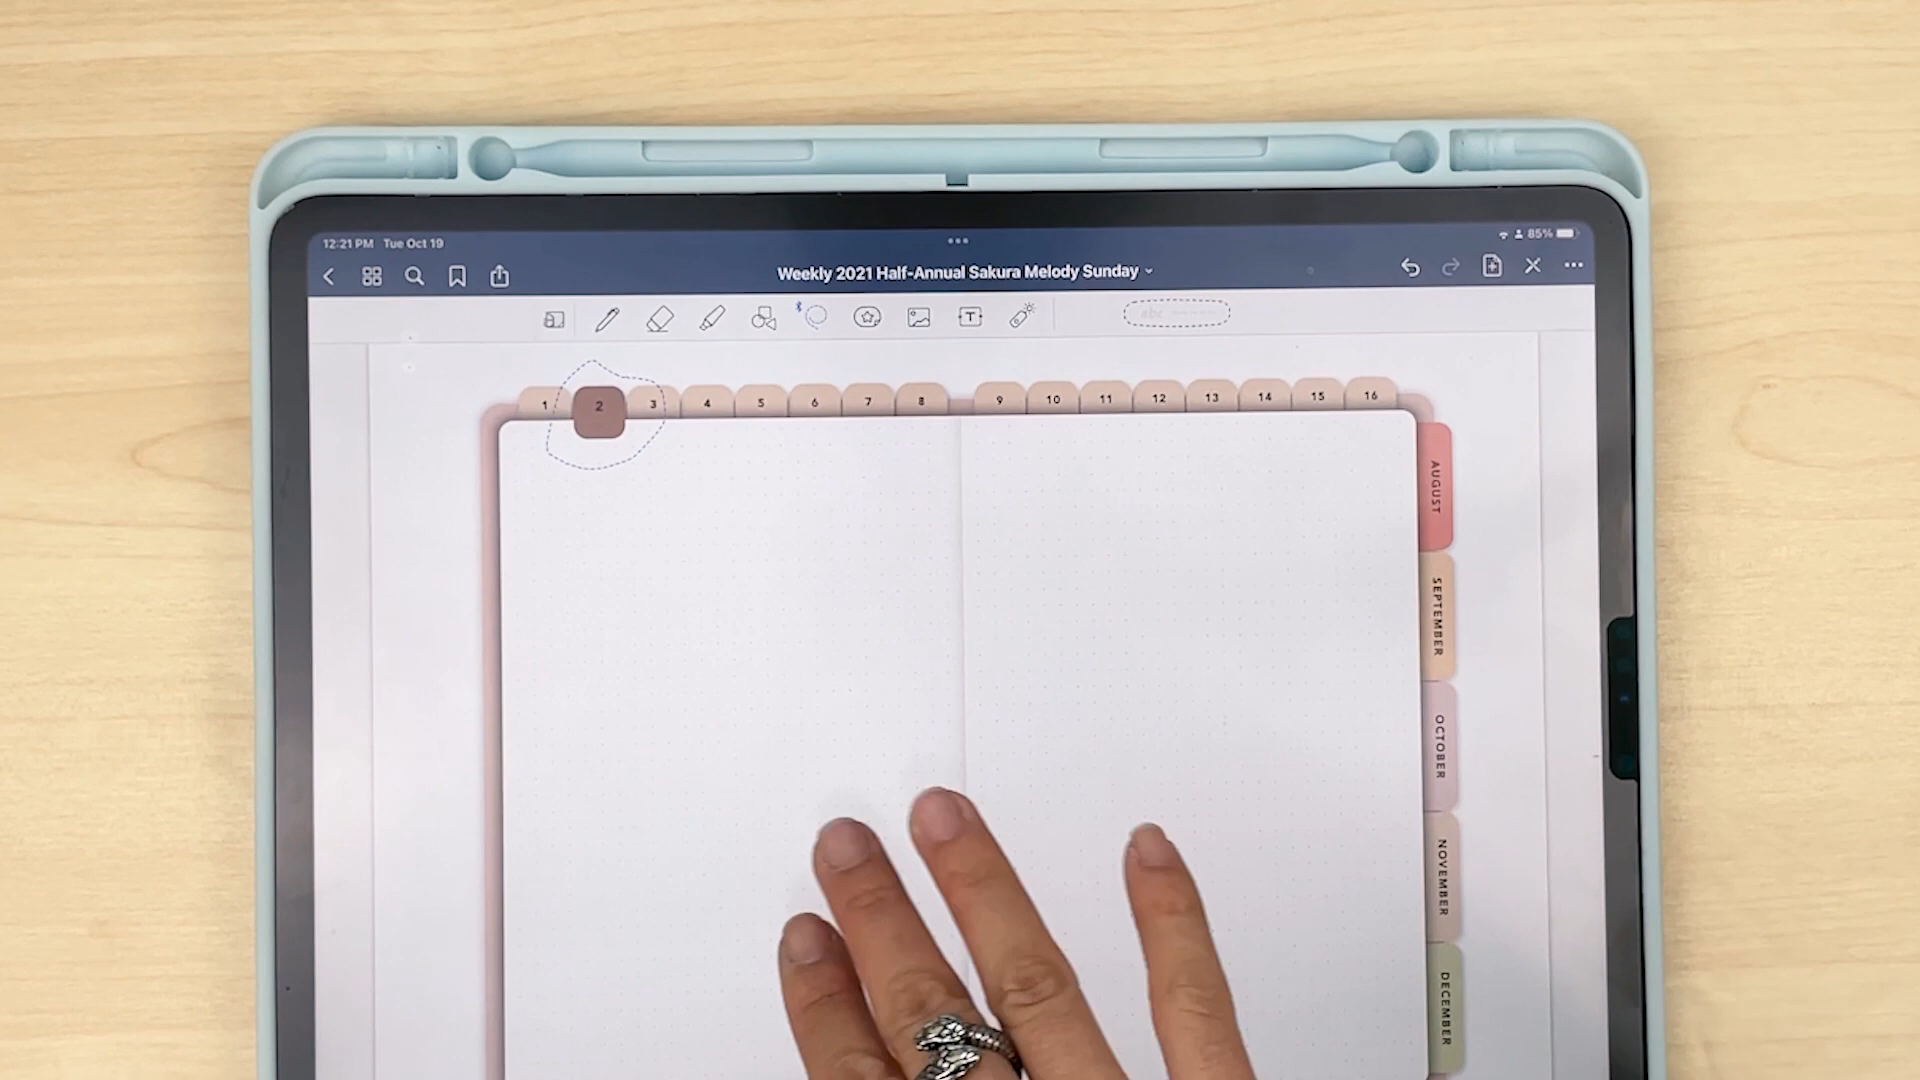 12:21 PM Tue Oct 19
85%
Weekly 2021 Half-Annual Sakura Melody Sunday
T
abc
1 2 3 4 5 6 7 8 9 10 11 12 13 14 15 16
AUGUST
SEPTEMBER
OCTOBER
NOVEMBER
DECEMBER